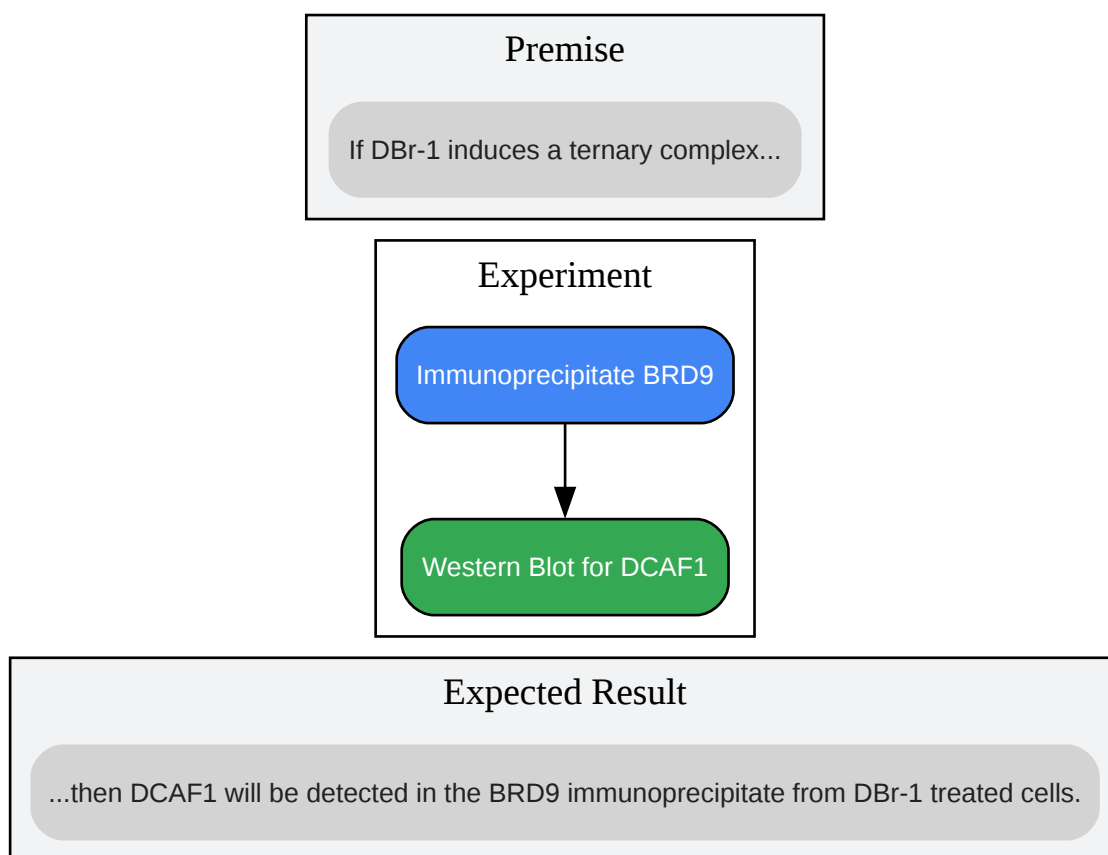 Premise
If DBr-1 induces a ternary complex...
Experiment
Immunoprecipitate BRD9
Western Blot for DCAF1
Expected Result
...then DCAF1 will be detected in the BRD9 immunoprecipitate from DBr-1 treated cells.